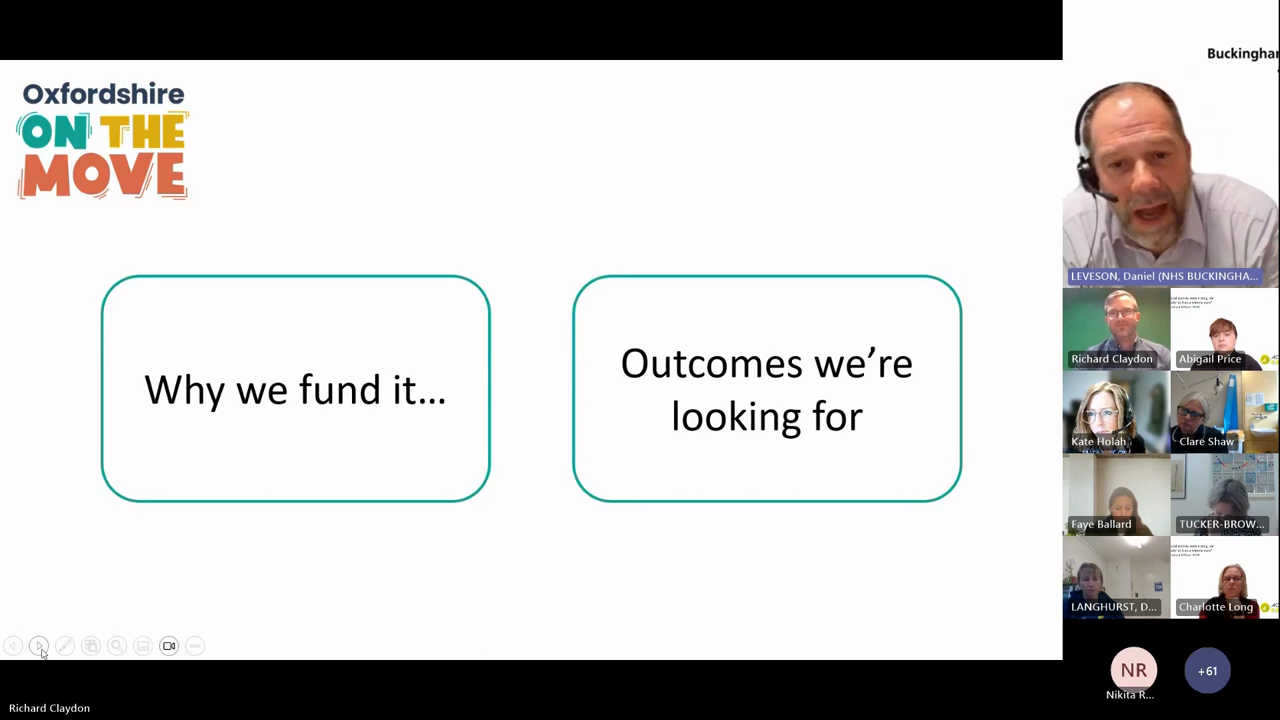 Oxfordshire
ON THE
MOVE
Why we fund it...
Outcomes we're
looking for
Buckingham
LEVESON, Daniel (NHS BUCKINGHA...
Richard Claydon
Abigail Price
Kate Holah
Clare Shaw
Faye Ballard
TUCKER-BROW...
LANGHURST, D...
Charlotte Long
NR
+61
Nikita R...
Richard Claydon